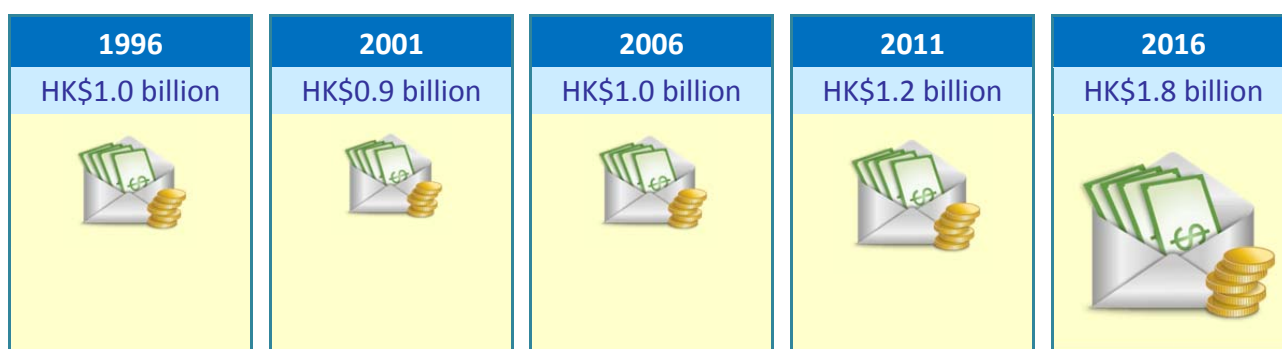 1996
HK$1.0 billion
2001
HK$0.9 billion
2006
HK$1.0 billion
2011
HK$1.2 billion
2016
HK$1.8 billion
$
$
$
$
$